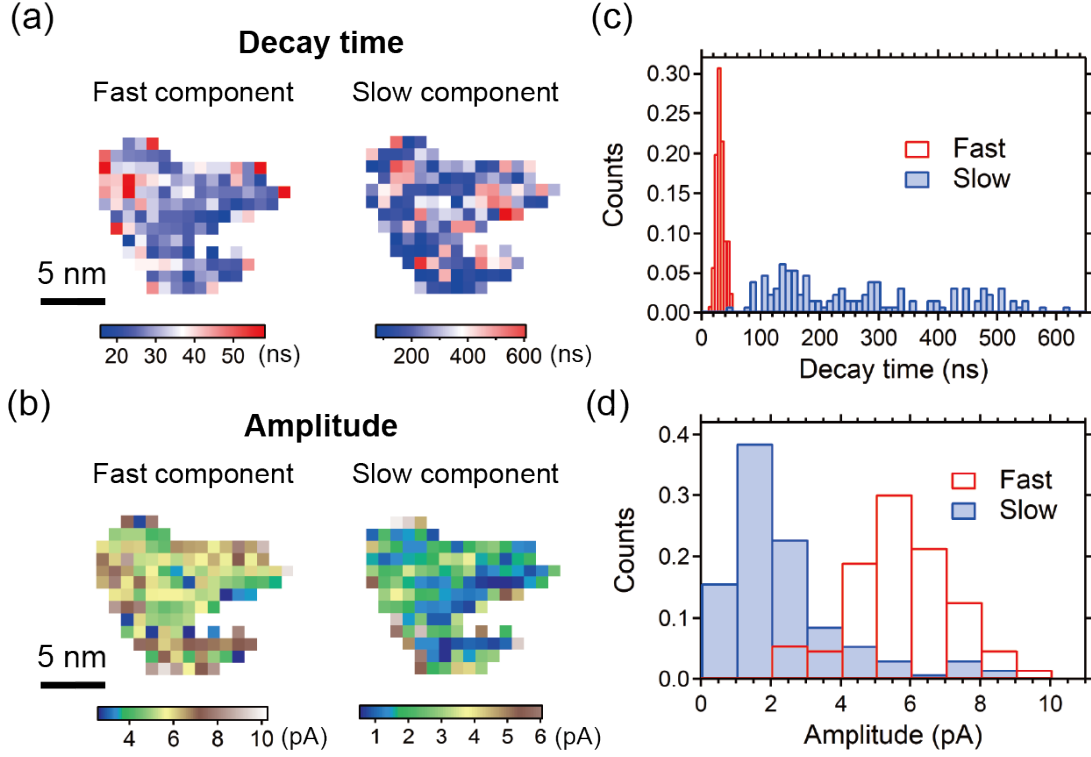 (a)
Decay time
Fast component
Slow component
5 nm
20 30 40 50 (ns)
200 400 600 (ns)
(b)
Amplitude
Fast component
Slow component
5 nm
4 6 8 10 (pA)
1 2 3 4 5 6 (pA)
(c)
Counts
0.30
0.20
0.15
0.10
0.05
0.00
Fast
Slow
0 100 200 300 400 500 600
Decay time (ns)
(d)
Counts
0.4
0.3
0.2
0.1
0.0
Fast
Slow
0 2 4 6 8 10
Amplitude (pA)